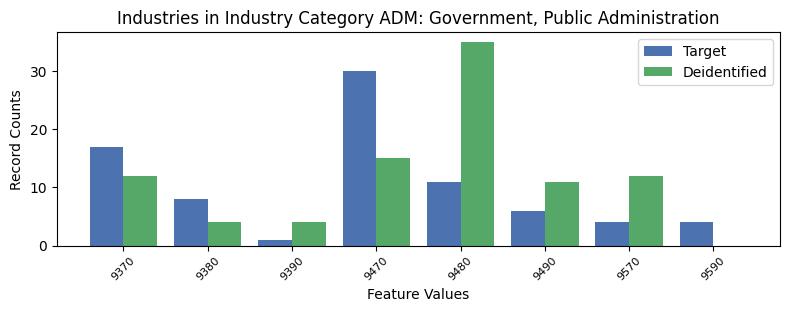 Industries in Industry Category ADM: Government, Public Administration
Target
Deidentified
Record Counts
30
20
10
0
9370 9380 9390 9470 9480 9490 9570 9590
Feature Values